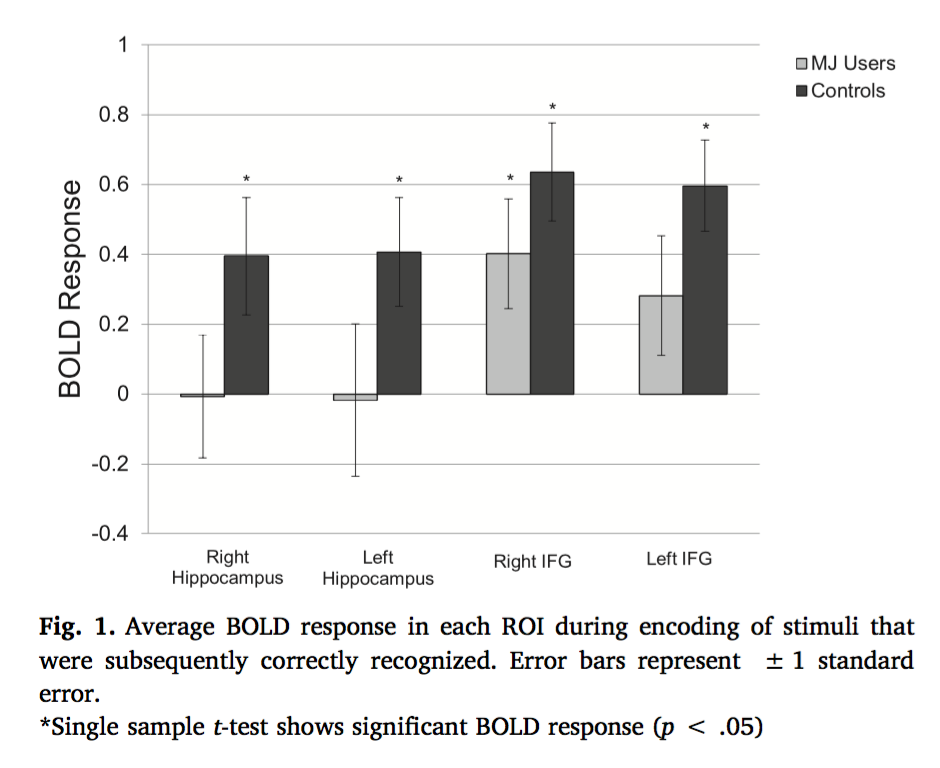 1
0.8
0.6
0.4
0.2
0
-0.2
-0.4
BOLD Response
* * * * * *
MJ Users
Controls
Right
Hippocampus
Left
Hippocampus
Right IFG
Left IFG
Fig. 1. Average BOLD response in each ROI during encoding of stimuli that
were subsequently correctly recognized. Error bars represent ± 1 standard
error.
*Single sample t-test shows significant BOLD response (p < .05)